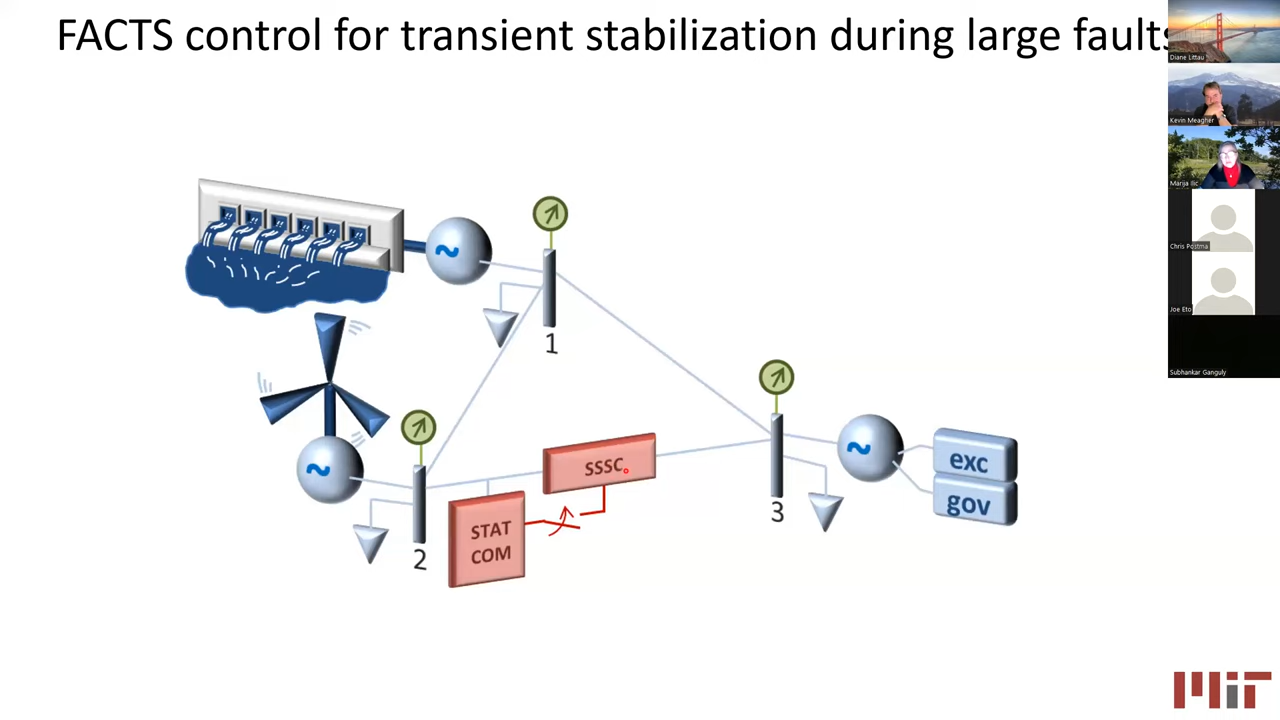 FACTS control for transient stabilization during large faults
Diane Littau
Kevin Meagher
Marija Ilic
Chris Postma
Joe Eto
Subhankar Ganguly
~
1
~
2
SSSC
STAT
COM
3
~
exc
gov
MIT